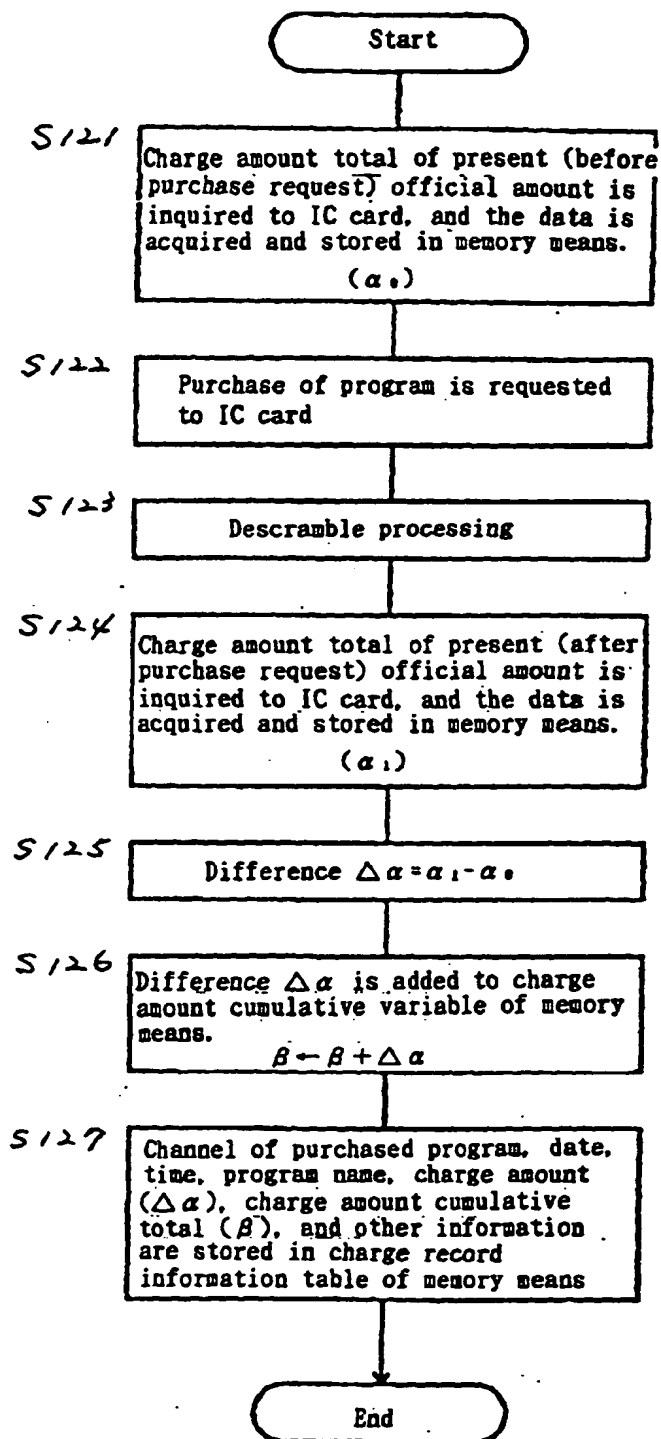 Start
S121
Charge amount total of present (before
purchase request) official amount is
inquired to IC card, and the data is
acquired and stored in memory means.
(α₀)
S122
Purchase of program is requested
to IC card
S123
Descramble processing
S124
Charge amount total of present (after
purchase request) official amount is
inquired to IC card, and the data is
acquired and stored in memory means.
(α₁)
S125
Difference △α=α₁-α₀
S126
Difference △α is added to charge
amount cumulative variable of memory
means.
β←β+△α
S127
Channel of purchased program, date,
time, program name, charge amount
(△α), charge amount cumulative
total (β), and other information
are stored in charge record
information table of memory means
End